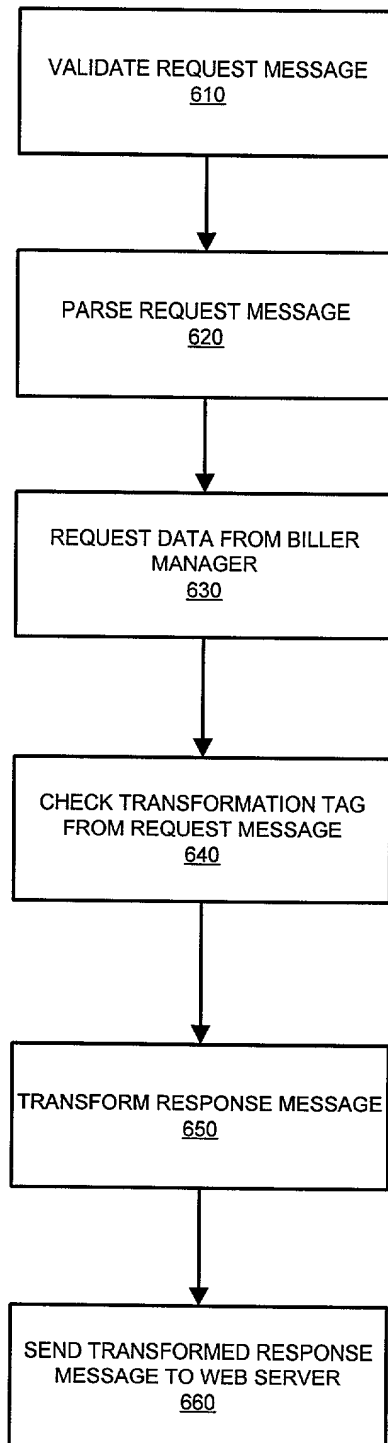 VALIDATE REQUEST MESSAGE
610
PARSE REQUEST MESSAGE
620
REQUEST DATA FROM BILLER
MANAGER
630
CHECK TRANSFORMATION TAG
FROM REQUEST MESSAGE
640
TRANSFORM RESPONSE MESSAGE
650
SEND TRANSFORMED RESPONSE
MESSAGE TO WEB SERVER
660